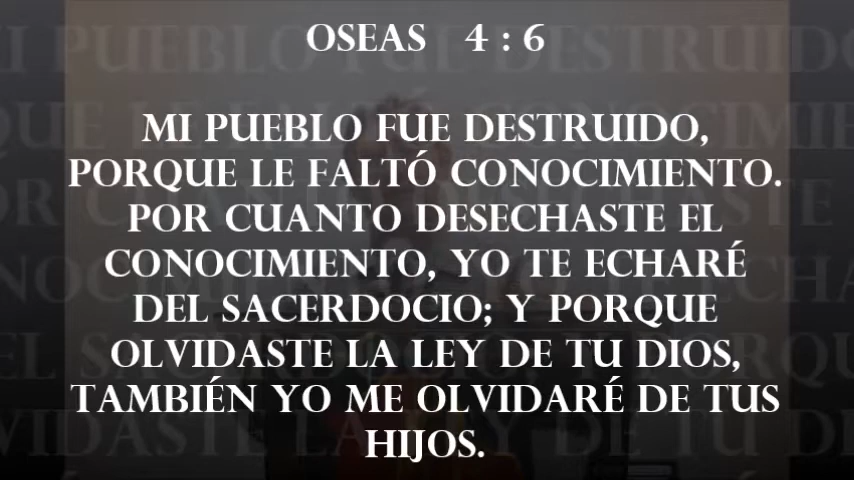 OSEAS 4 : 6
MI PUEBLO FUE DESTRUIDO,
PORQUE LE FALTÓ CONOCIMIENTO.
POR CUANTO DESECHASTE EL
CONOCIMIENTO, YO TE ECHARÉ
DEL SACERDOCIO; Y PORQUE
OLVIDASTE LA LEY DE TU DIOS,
TAMBIÉN YO ME OLVIDARÉ DE TUS
HIJOS.